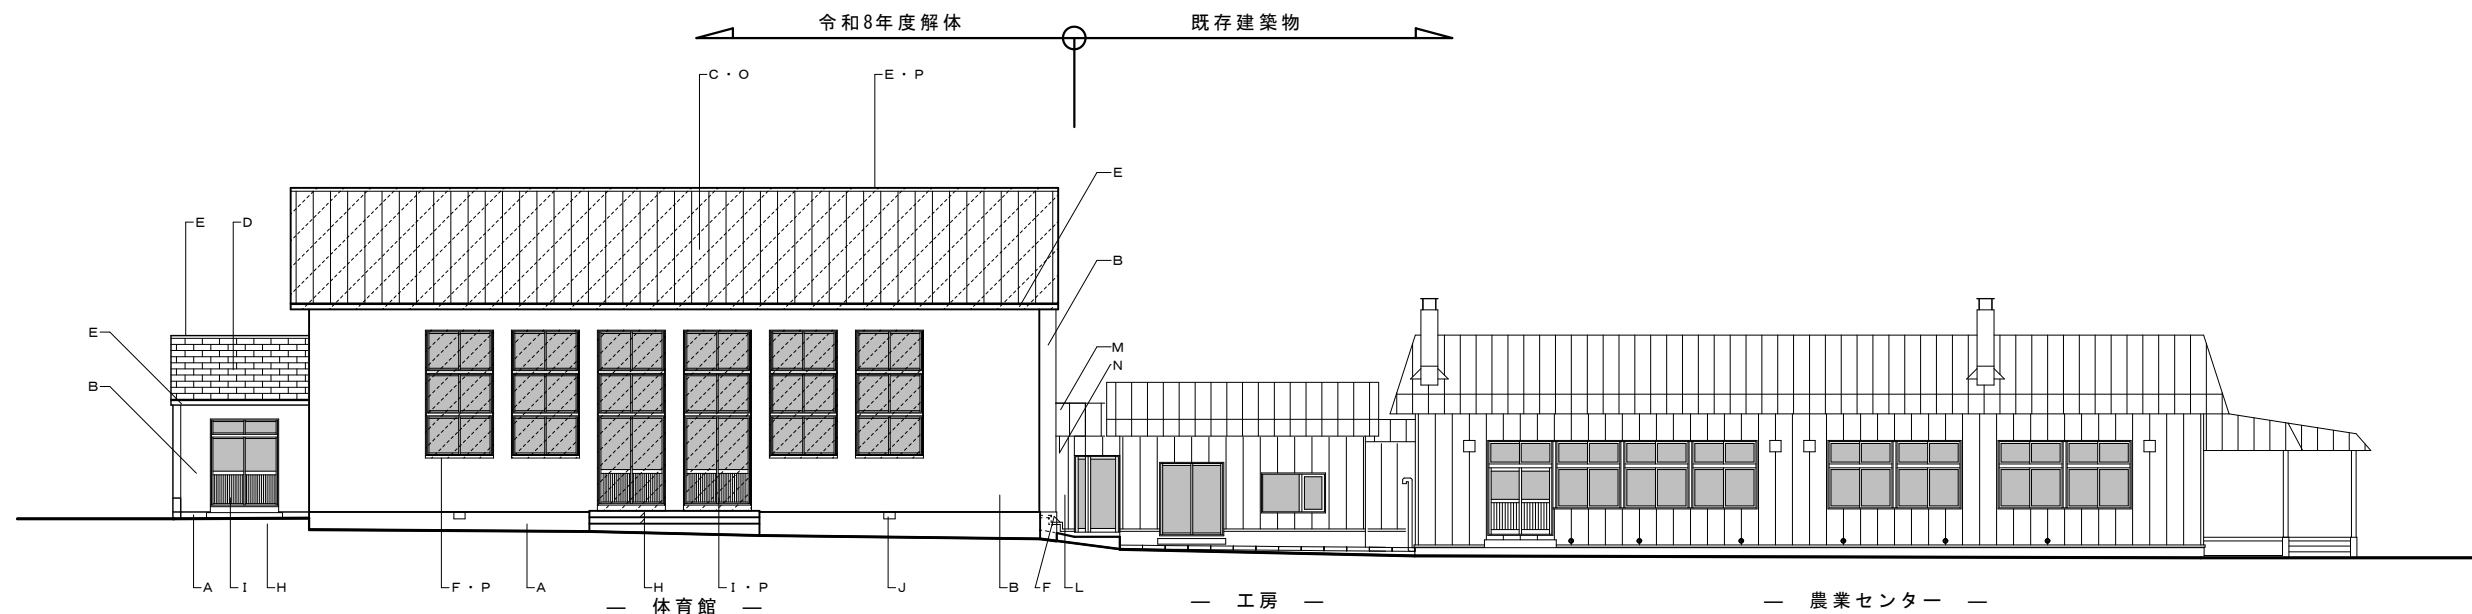 令和8年度解体 既存建築物
C・O E・P
E
E D
B
E
M
N
B
A I H F・P A H I・P J B F L
― 体育館 ― ― 工房 ― ― 農業センター ―